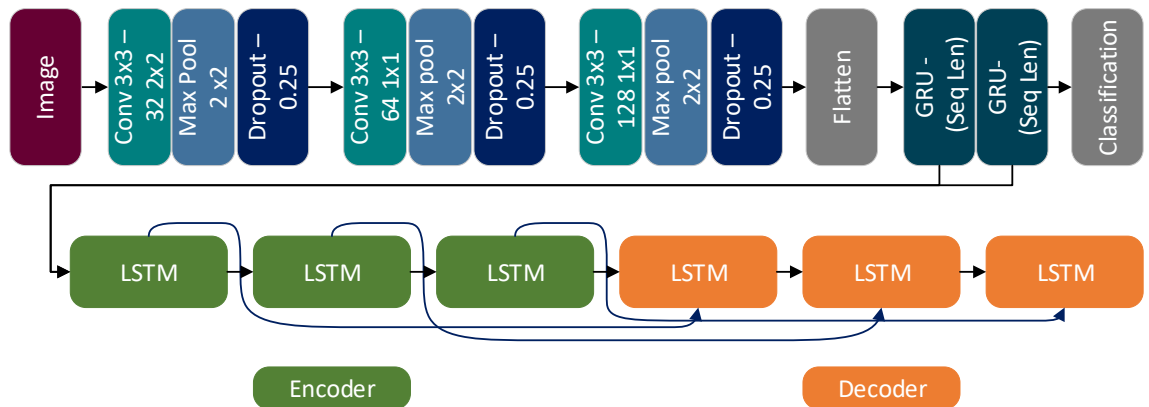 Image
Conv 3x3 –
32 2x2
Max Pool
2 x2
Dropout –
0.25
Conv 3x3 –
64 1x1
Max pool
2x2
Dropout –
0.25
Conv 3x3 –
128 1x1
Max pool
2x2
Dropout –
0.25
Flatten
GRU -
(Seq Len)
GRU-
(Seq Len)
Classification
LSTM
LSTM
LSTM
LSTM
LSTM
LSTM
Encoder
Decoder